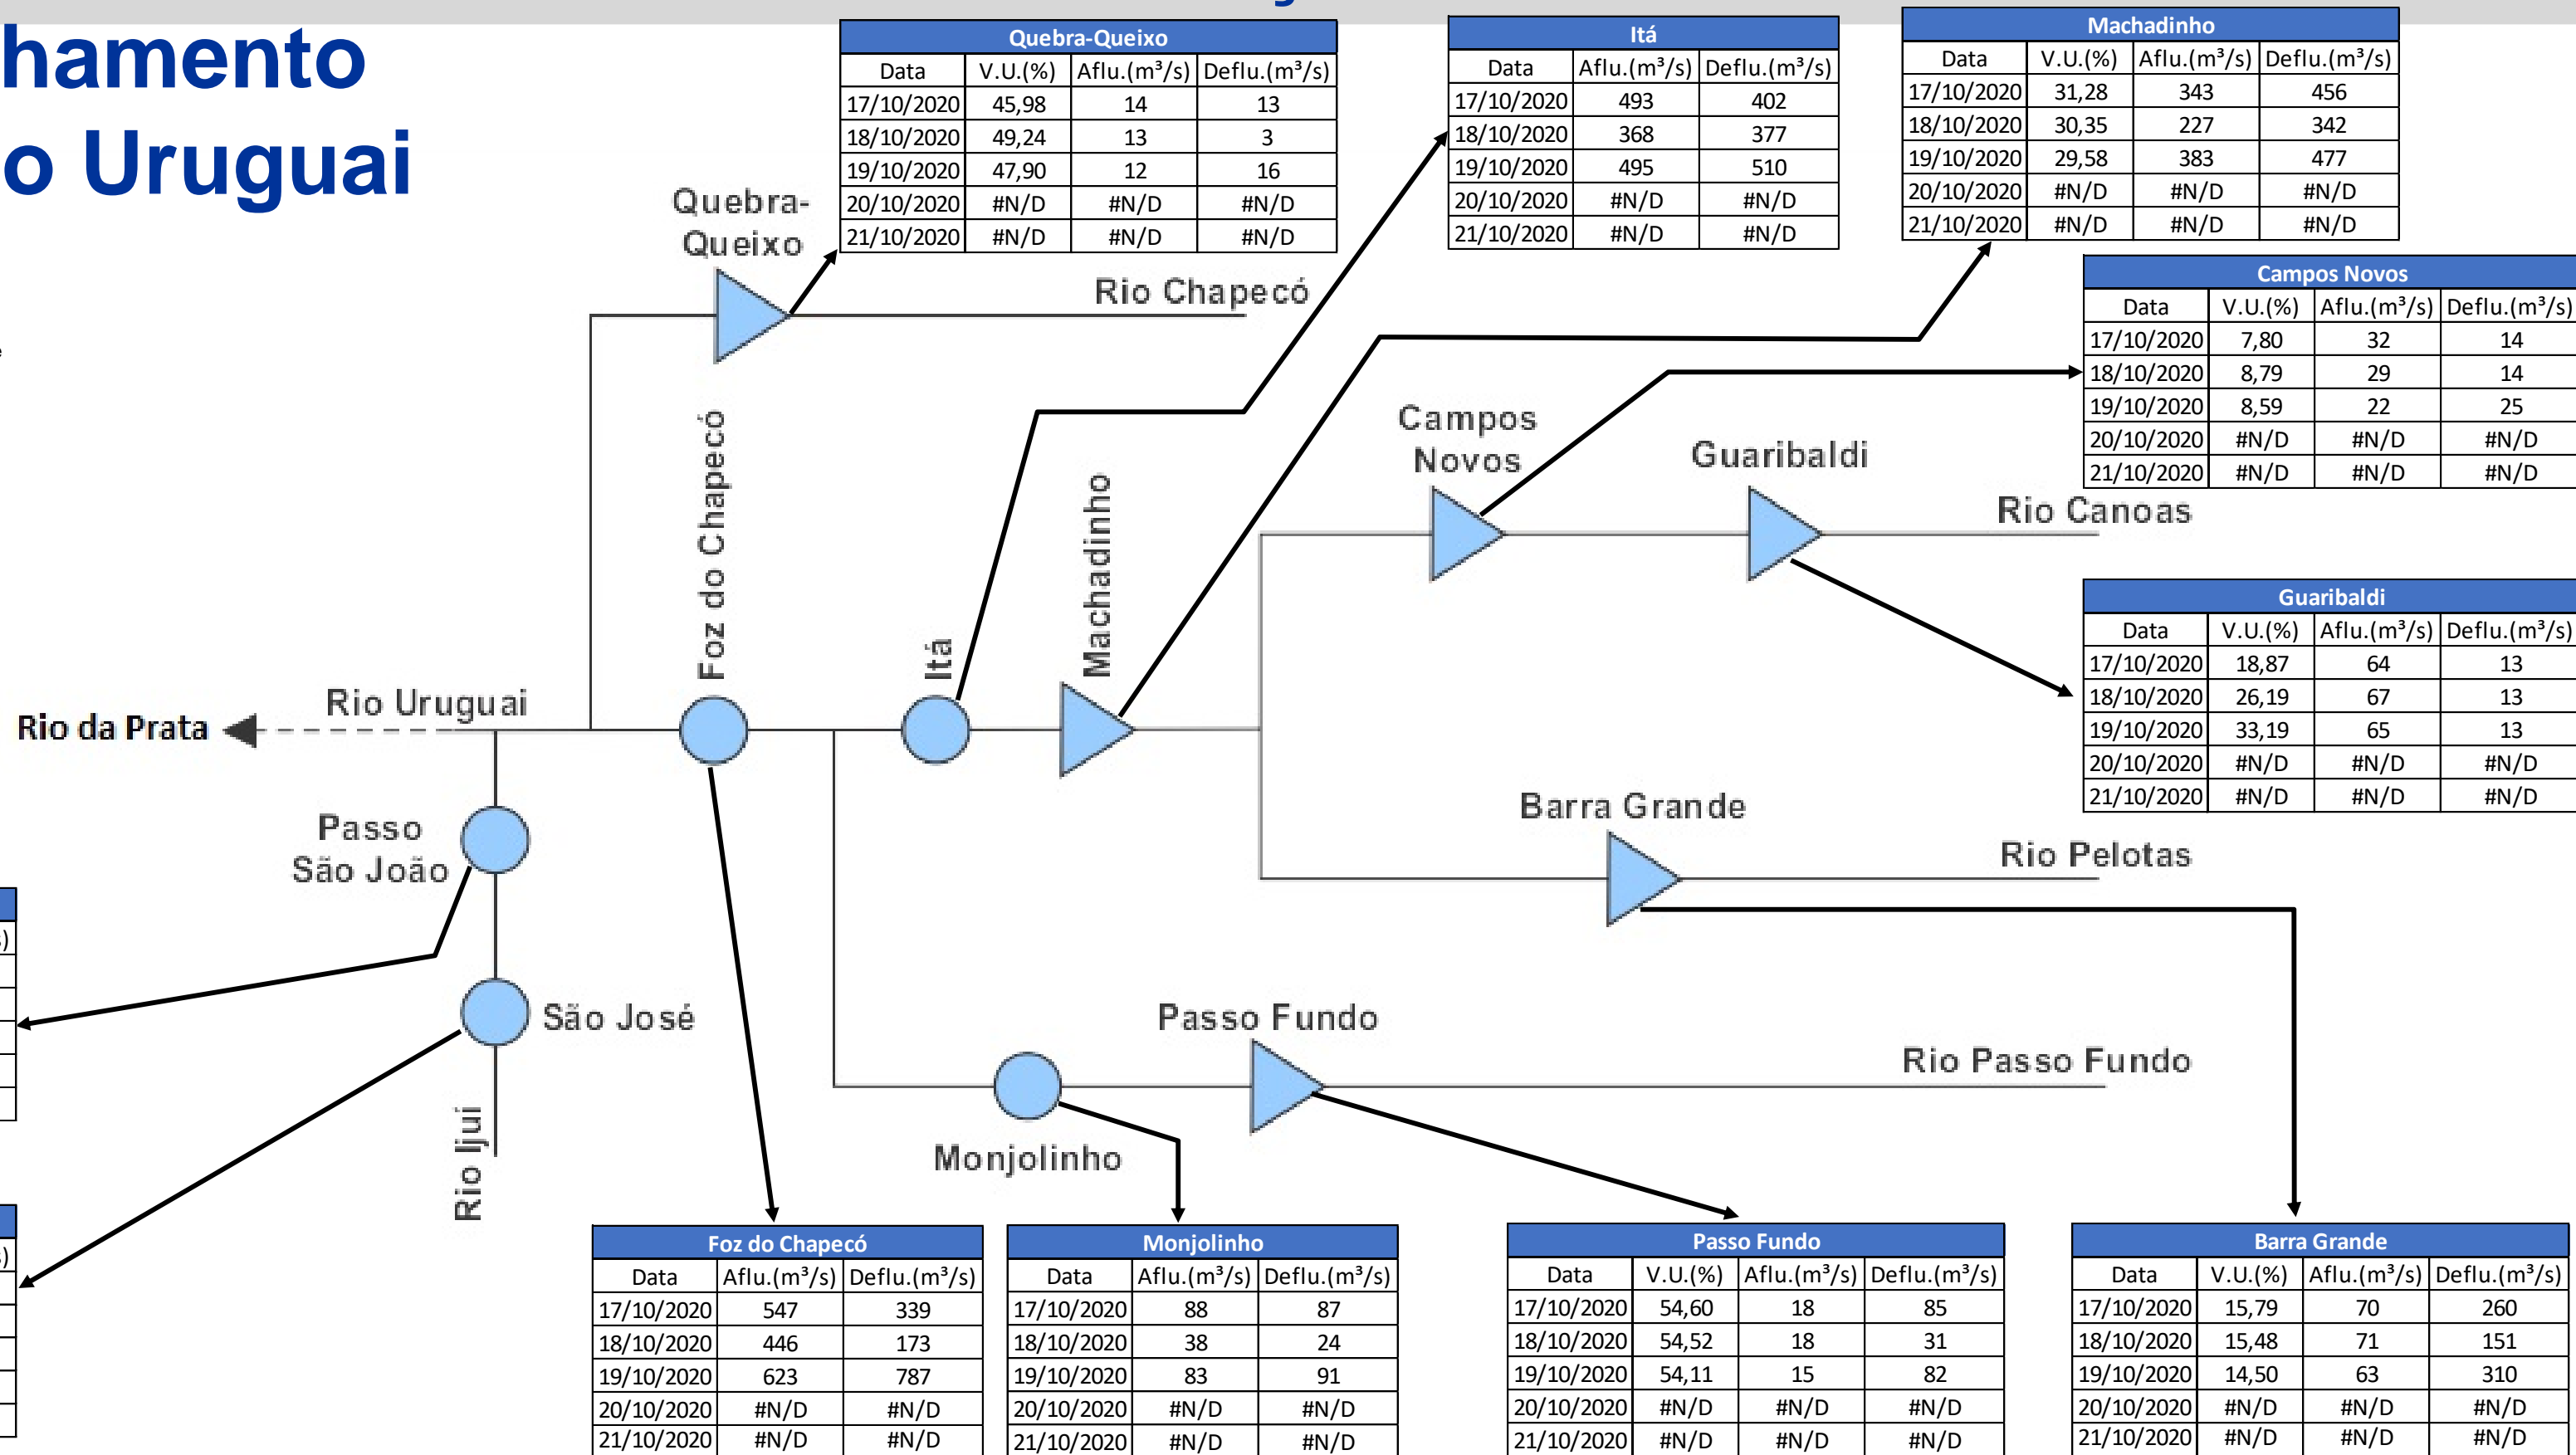 hamento
o Uruguai
Quebra-Queixo
Data V.U.(%) Aflu.(m³/s) Deflu.(m³/s)
17/10/2020 45,98 14 13
18/10/2020 49,24 13 3
19/10/2020 47,90 12 16
20/10/2020 #N/D #N/D #N/D
21/10/2020 #N/D #N/D #N/D
Itá
Data Aflu.(m³/s) Deflu.(m³/s)
17/10/2020 493 402
18/10/2020 368 377
19/10/2020 495 510
20/10/2020 #N/D #N/D
21/10/2020 #N/D #N/D
Machadinho
Data V.U.(%) Aflu.(m³/s) Deflu.(m³/s)
17/10/2020 31,28 343 456
18/10/2020 30,35 227 342
19/10/2020 29,58 383 477
20/10/2020 #N/D #N/D #N/D
21/10/2020 #N/D #N/D #N/D
Campos Novos
Data V.U.(%) Aflu.(m³/s) Deflu.(m³/s)
17/10/2020 7,80 32 14
18/10/2020 8,79 29 14
19/10/2020 8,59 22 25
20/10/2020 #N/D #N/D #N/D
21/10/2020 #N/D #N/D #N/D
Quebra-
Queixo
Rio Chapecó
Foz do Chapecó
Itá
Machadinho
Campos
Novos
Guaribaldi
Rio Canoas
Guaribaldi
Data V.U.(%) Aflu.(m³/s) Deflu.(m³/s)
17/10/2020 18,87 64 13
18/10/2020 26,19 67 13
19/10/2020 33,19 65 13
20/10/2020 #N/D #N/D #N/D
21/10/2020 #N/D #N/D #N/D
Rio da Prata
Rio Uruguai
Passo
São João
Barra Grande
Rio Pelotas
São José
Rio Ijui
Passo Fundo
Rio Passo Fundo
Monjolinho
Foz do Chapecó
Data Aflu.(m³/s) Deflu.(m³/s)
17/10/2020 547 339
18/10/2020 446 173
19/10/2020 623 787
20/10/2020 #N/D #N/D
21/10/2020 #N/D #N/D
Monjolinho
Data Aflu.(m³/s) Deflu.(m³/s)
17/10/2020 88 87
18/10/2020 38 24
19/10/2020 83 91
20/10/2020 #N/D #N/D
21/10/2020 #N/D #N/D
Passo Fundo
Data V.U.(%) Aflu.(m³/s) Deflu.(m³/s)
17/10/2020 54,60 18 85
18/10/2020 54,52 18 31
19/10/2020 54,11 15 82
20/10/2020 #N/D #N/D #N/D
21/10/2020 #N/D #N/D #N/D
Barra Grande
Data V.U.(%) Aflu.(m³/s) Deflu.(m³/s)
17/10/2020 15,79 70 260
18/10/2020 15,48 71 151
19/10/2020 14,50 63 310
20/10/2020 #N/D #N/D #N/D
21/10/2020 #N/D #N/D #N/D